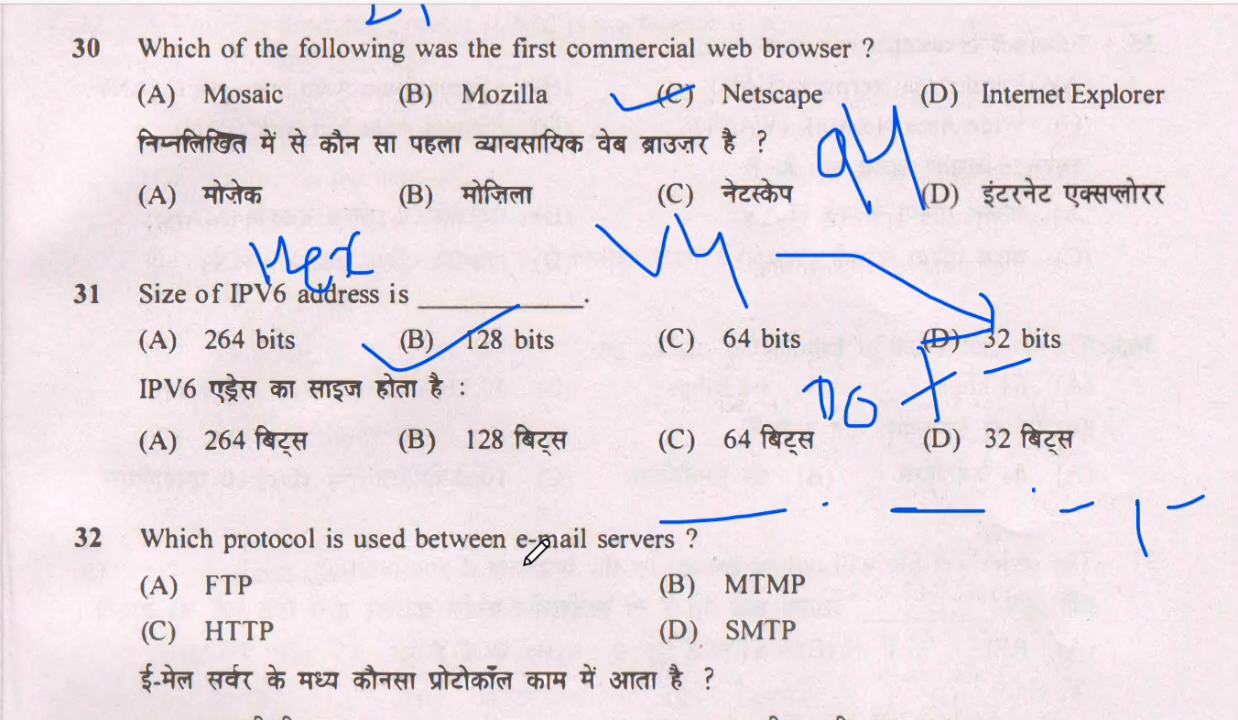 30 Which of the following was the first commercial web browser ?
(A) Mosaic (B) Mozilla (C) Netscape (D) Internet Explorer
निम्नलिखित में से कौन सा पहला व्यावसायिक वेब ब्राउज़र है ?
(A) मोजेक (B) मोजिला (C) नेटस्केप (D) इंटरनेट एक्सप्लोरर
94
Hex
V4
31 Size of IPV6 address is ____________.
(A) 264 bits (B) 128 bits (C) 64 bits (D) 32 bits
IPV6 एड्रेस का साइज होता है :
(A) 264 बिट्स (B) 128 बिट्स (C) 64 बिट्स (D) 32 बिट्स
32 Which protocol is used between e-mail servers ?
(A) FTP (B) MTMP
(C) HTTP (D) SMTP
ई-मेल सर्वर के मध्य कौनसा प्रोटोकॉल काम में आता है ?